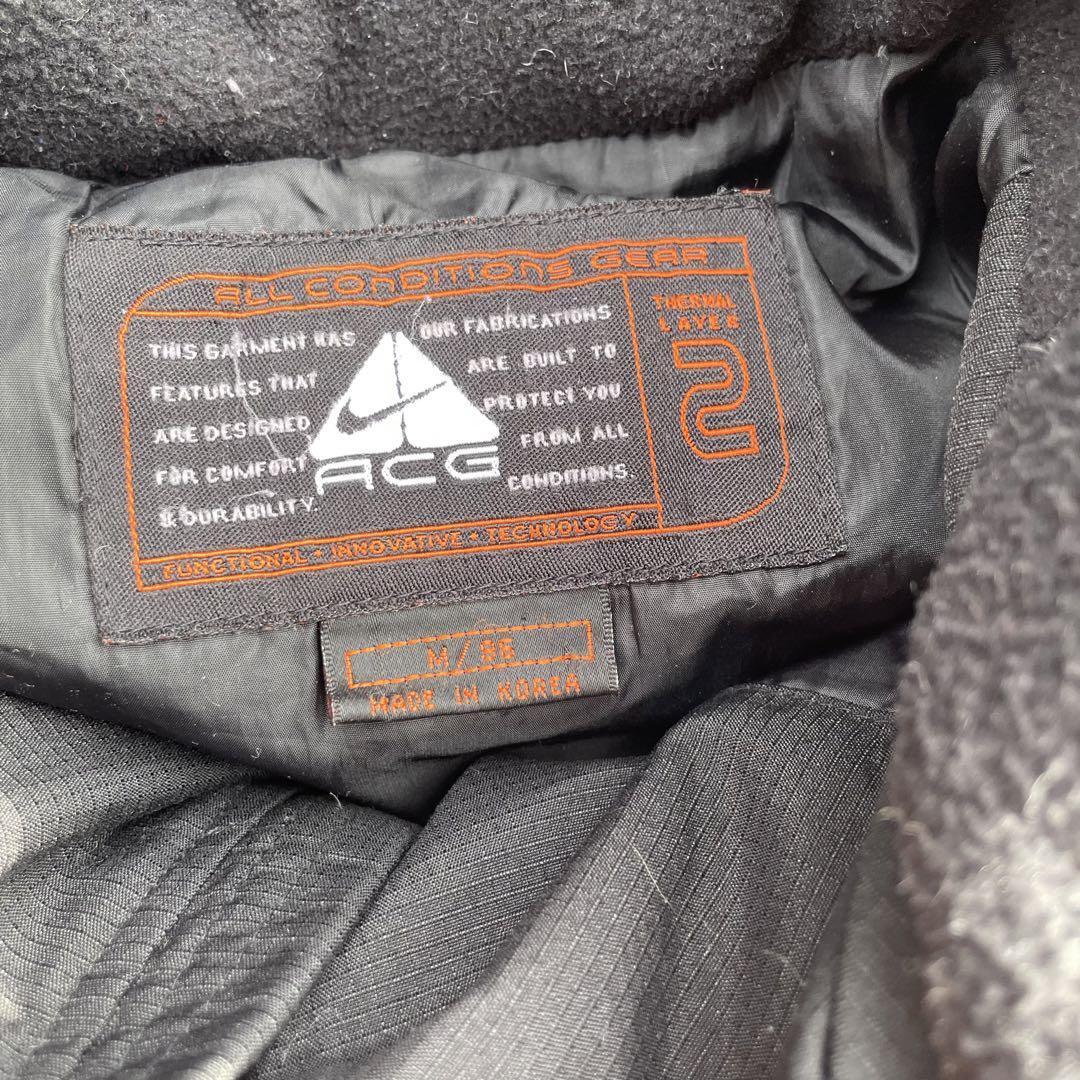 ALL CONDITIONS GEAR
THIS GARMENT HAS
FEATURES THAT
ARE DESIGNED
FOR COMFORT
& DURABILITY.
ACG
OUR FABRICATIONS
ARE BUILT TO
PROTECT YOU
FROM ALL
CONDITIONS.
THERMAL
LAYER
2
FUNCTIONAL • INNOVATIVE • TECHNOLOGY
M/95
MADE IN KOREA